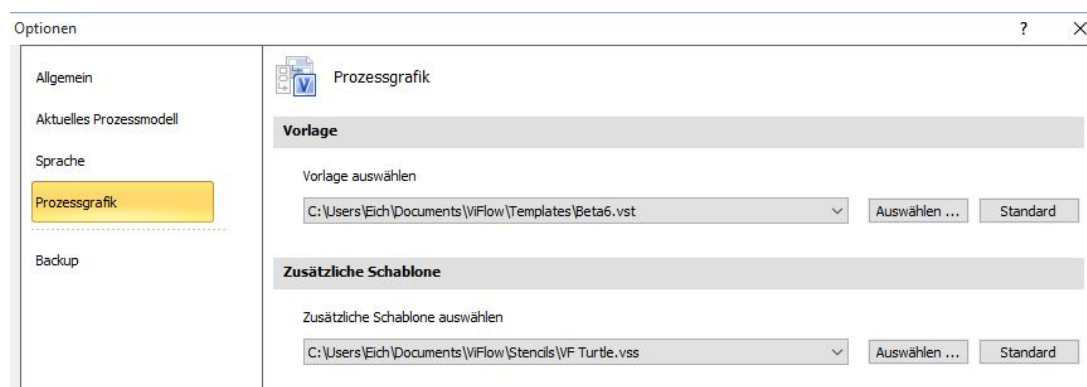 Optionen
?
Allgemein
Aktuelles Prozessmodell
Sprache
Prozessgrafik
Backup
V
Prozessgrafik
Vorlage
Vorlage auswählen
C:\Users\Eich\Documents\ViFlow\Templates\Beta6.vst
Auswählen ...
Standard
Zusätzliche Schablone
Zusätzliche Schablone auswählen
C:\Users\Eich\Documents\ViFlow\Stencils\VF Turtle.vss
Auswählen ...
Standard